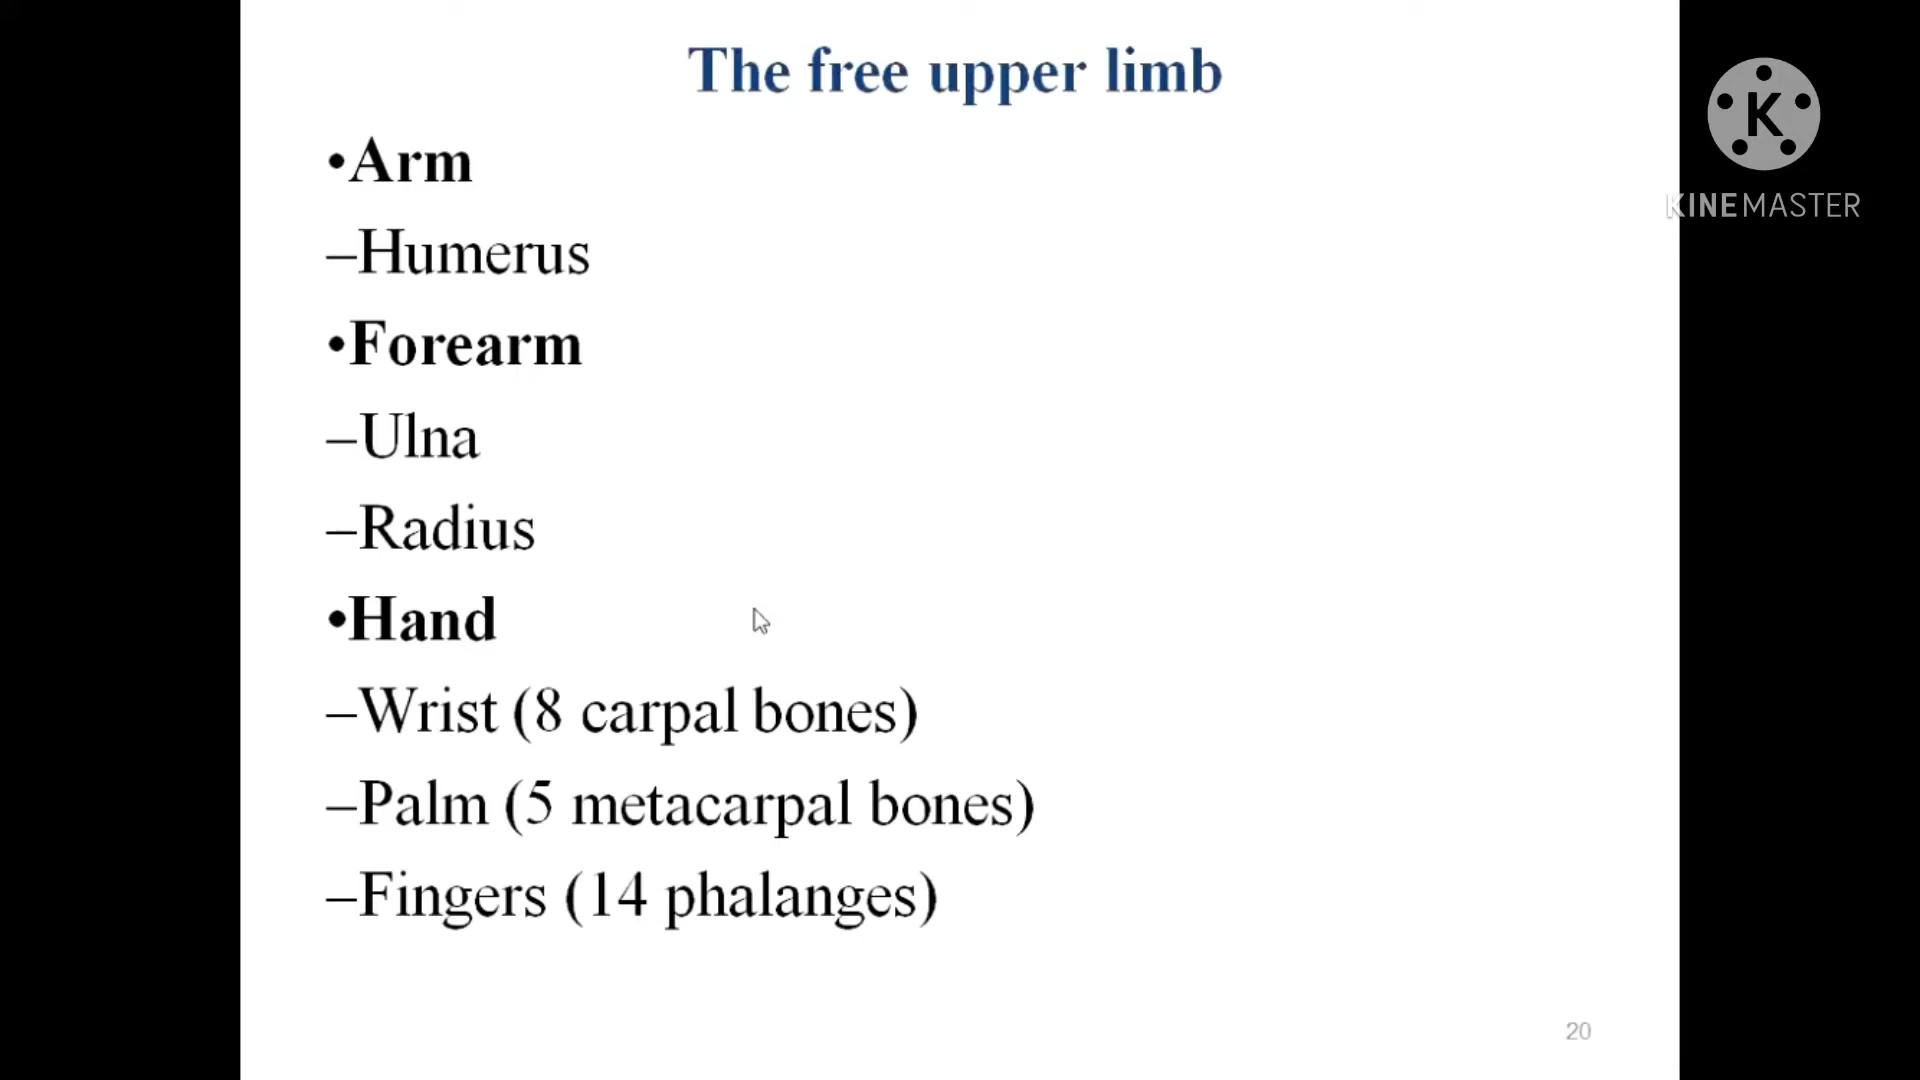 The free upper limb
•Arm
–Humerus
•Forearm
–Ulna
–Radius
•Hand
–Wrist (8 carpal bones)
–Palm (5 metacarpal bones)
–Fingers (14 phalanges)
20
K
KINEMASTER